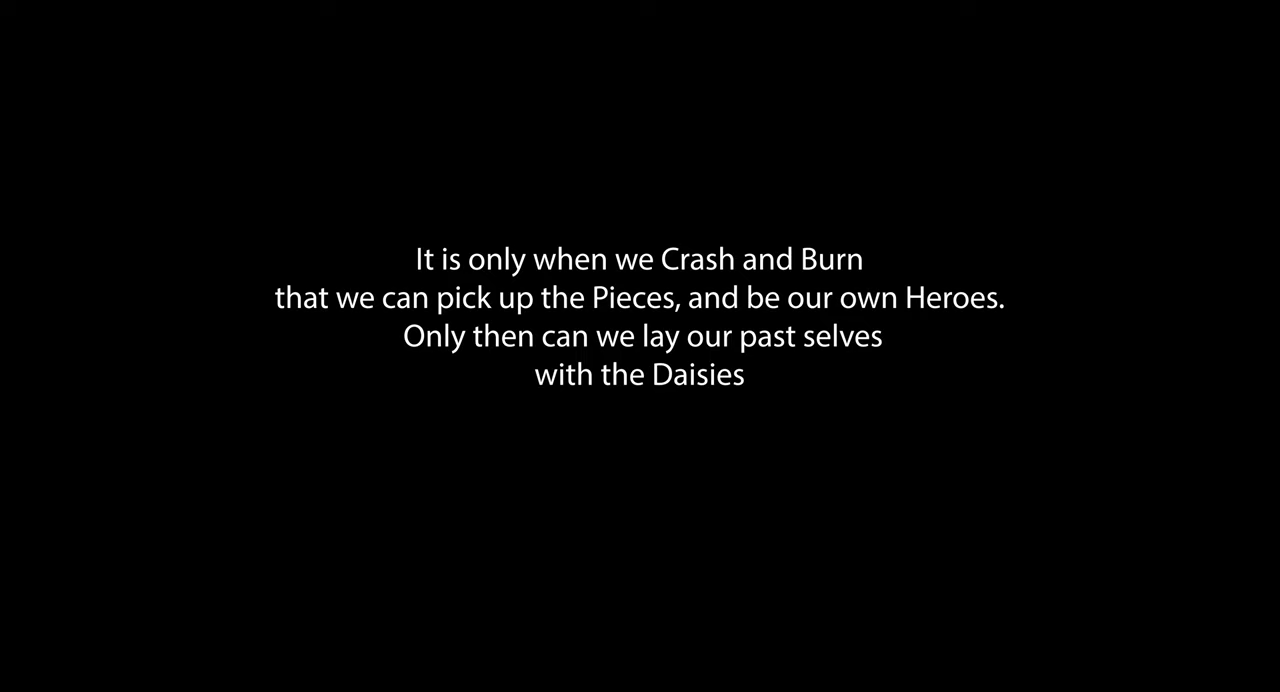 It is only when we Crash and Burn
that we can pick up the Pieces, and be our own Heroes.
Only then can we lay our past selves
with the Daisies